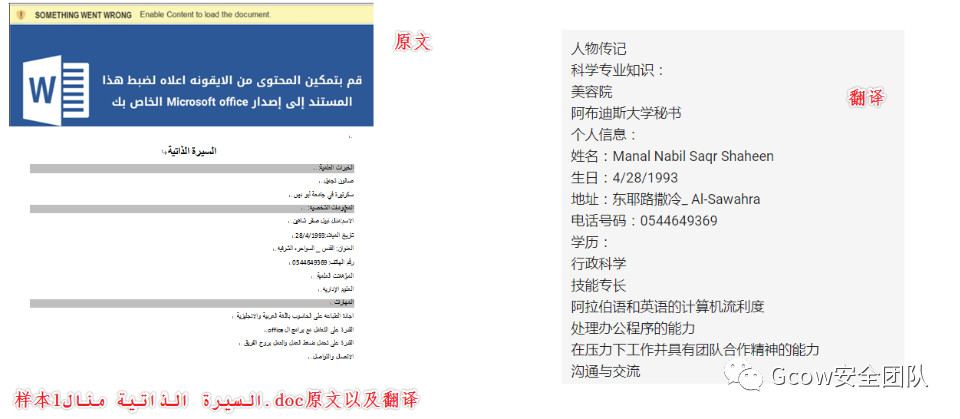 SOMETHING WENT WRONG Enable Content to load the document.
原文
W
قم بتمكين المحتوى من الايقونه اعلاه لضبط هذا
المستند إلى إصدار Microsoft office الخاص بك
السيرة الذاتية
الخبرات العلمية
صالون تجميل
سكرتيرة في جامعة أبو ديس
المعلومات الشخصية:
الاسم:منال نبيل صقر شاهين
تاريخ الميلاد:28/4/1993
العنوان: القدس _ السواحره الشرقيه
رقم الهاتف: 0544649369
المؤهلات العلمية
العلوم الإدارية
المهارات
اجادة الطباعه على الحاسوب باللغة العربية والانجليزية
القدرة على التعامل مع برامج ال office
القدرة على تحمل ضغط العمل والعمل بروح الفريق
الاتصال والتواصل
翻译
人物传记
科学专业知识：
美容院
阿布迪斯大学秘书
个人信息：
姓名：Manal Nabil Saqr Shaheen
生日：4/28/1993
地址：东耶路撒冷_ Al-Sawahra
电话号码：0544649369
学历：
行政科学
技能专长
阿拉伯语和英语的计算机流利度
处理办公程序的能力
在压力下工作并具有团队合作精神的能力
沟通与交流
Gcow安全团队
样本1السيرة الذاتية منال.doc原文以及翻译